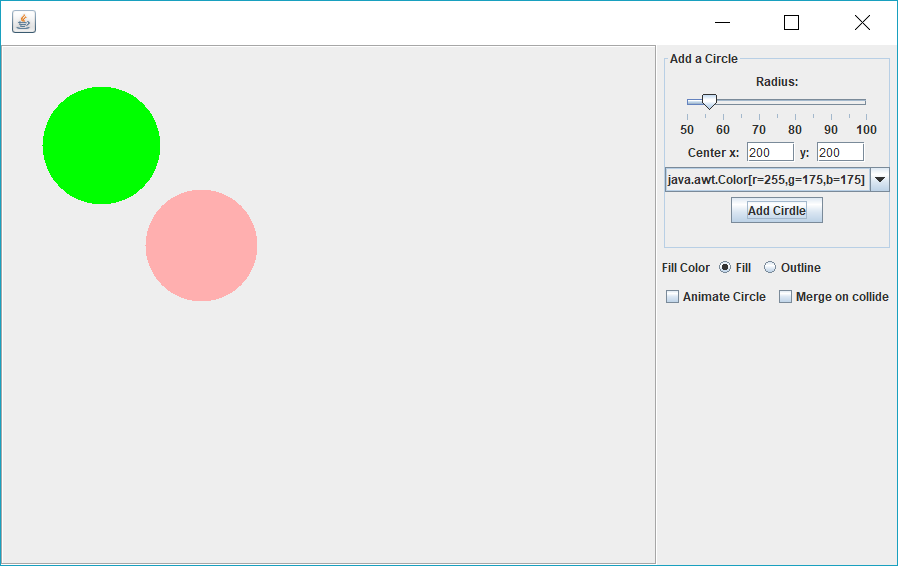 Add a Circle
Radius:
50 60 70 80 90 100
Center x: 200 y: 200
java.awt.Color[r=255,g=175,b=175]
Add Cirdle
Fill Color Fill Outline
Animate Circle Merge on collide